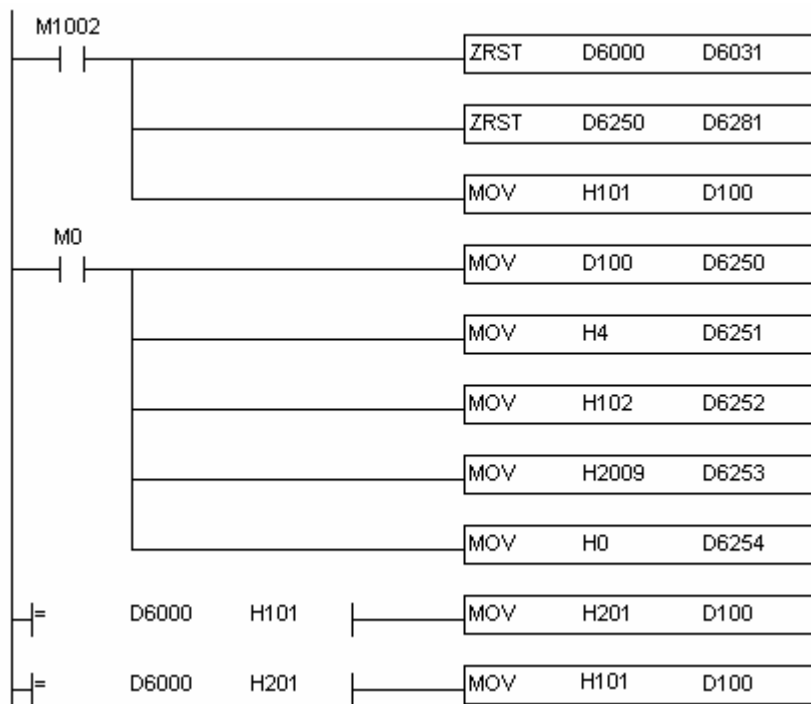 M1002
ZRST D6000 D6031
ZRST D6250 D6281
MOV H101 D100
M0
MOV D100 D6250
MOV H4 D6251
MOV H102 D6252
MOV H2009 D6253
MOV H0 D6254
= D6000 H101 MOV H201 D100
= D6000 H201 MOV H101 D100